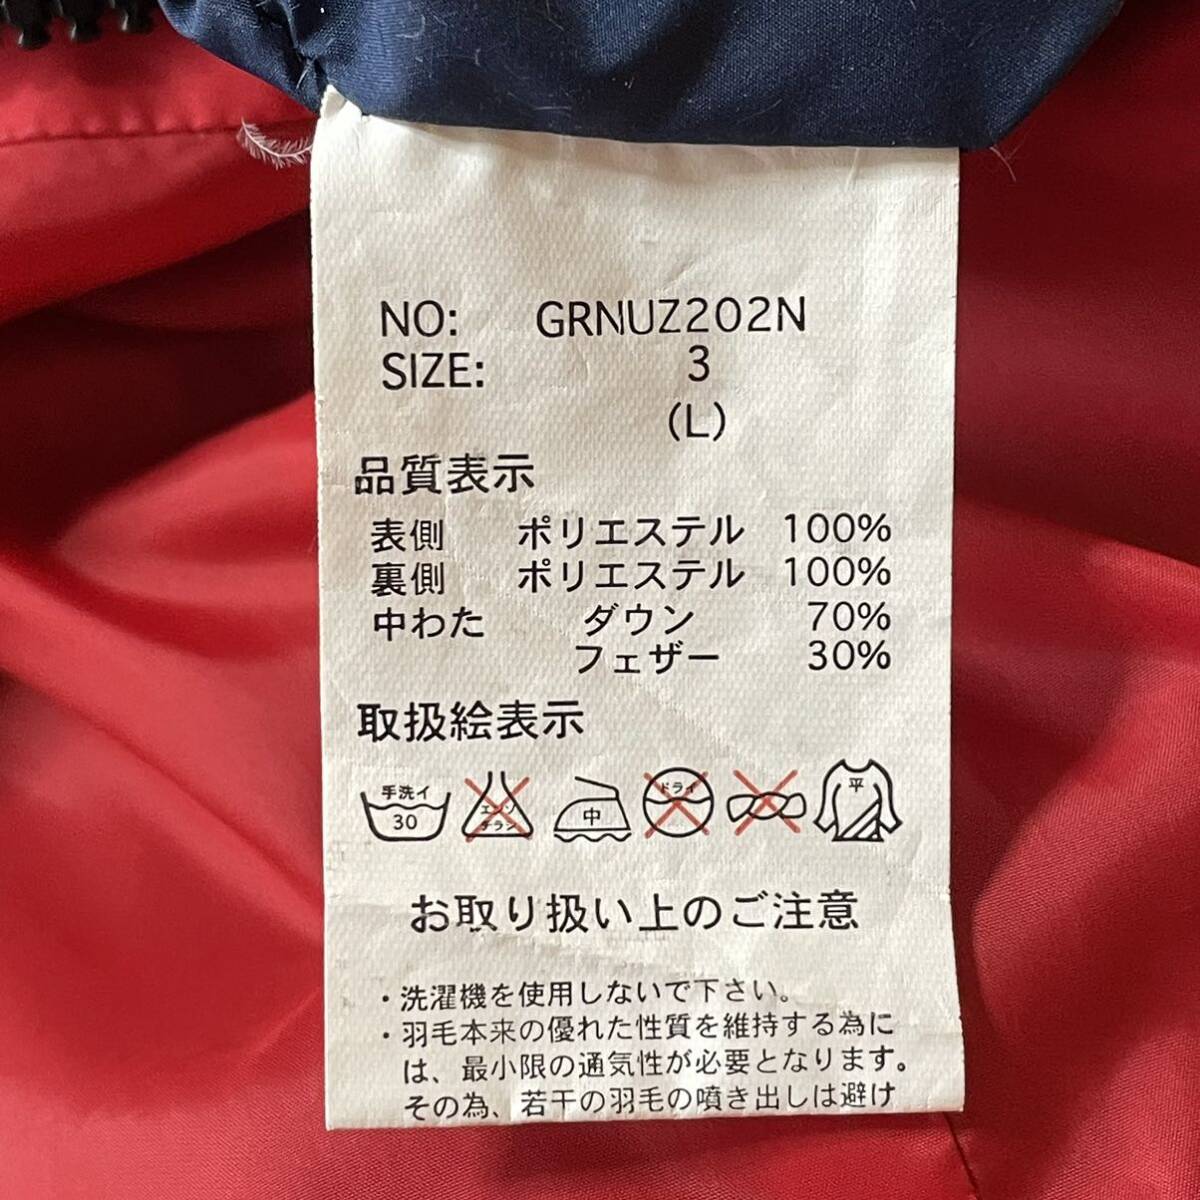 NO: GRNUZ202N
SIZE: 3
(L)
品質表示
表側 ポリエステル 100%
裏側 ポリエステル 100%
中わた ダウン 70%
フェザー 30%
取扱絵表示
手洗イ
30
エンソ
チラシ
中
ドライ
平
お取り扱い上のご注意
・洗濯機を使用しないで下さい。
・羽毛本来の優れた性質を維持する為に
は、最小限の通気性が必要となります。
その為、若干の羽毛の噴き出しは避け